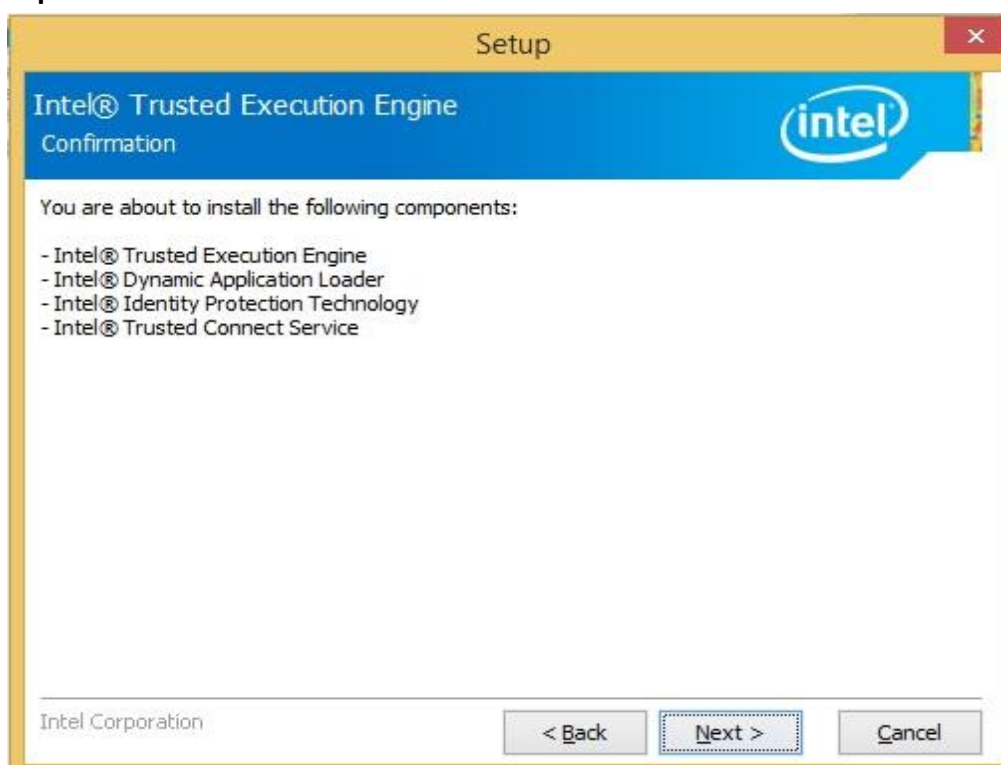 Setup
Intel® Trusted Execution Engine
Confirmation
intel
You are about to install the following components:
- Intel® Trusted Execution Engine
- Intel® Dynamic Application Loader
- Intel® Identity Protection Technology
- Intel® Trusted Connect Service
Intel Corporation
< Back
Next >
Cancel